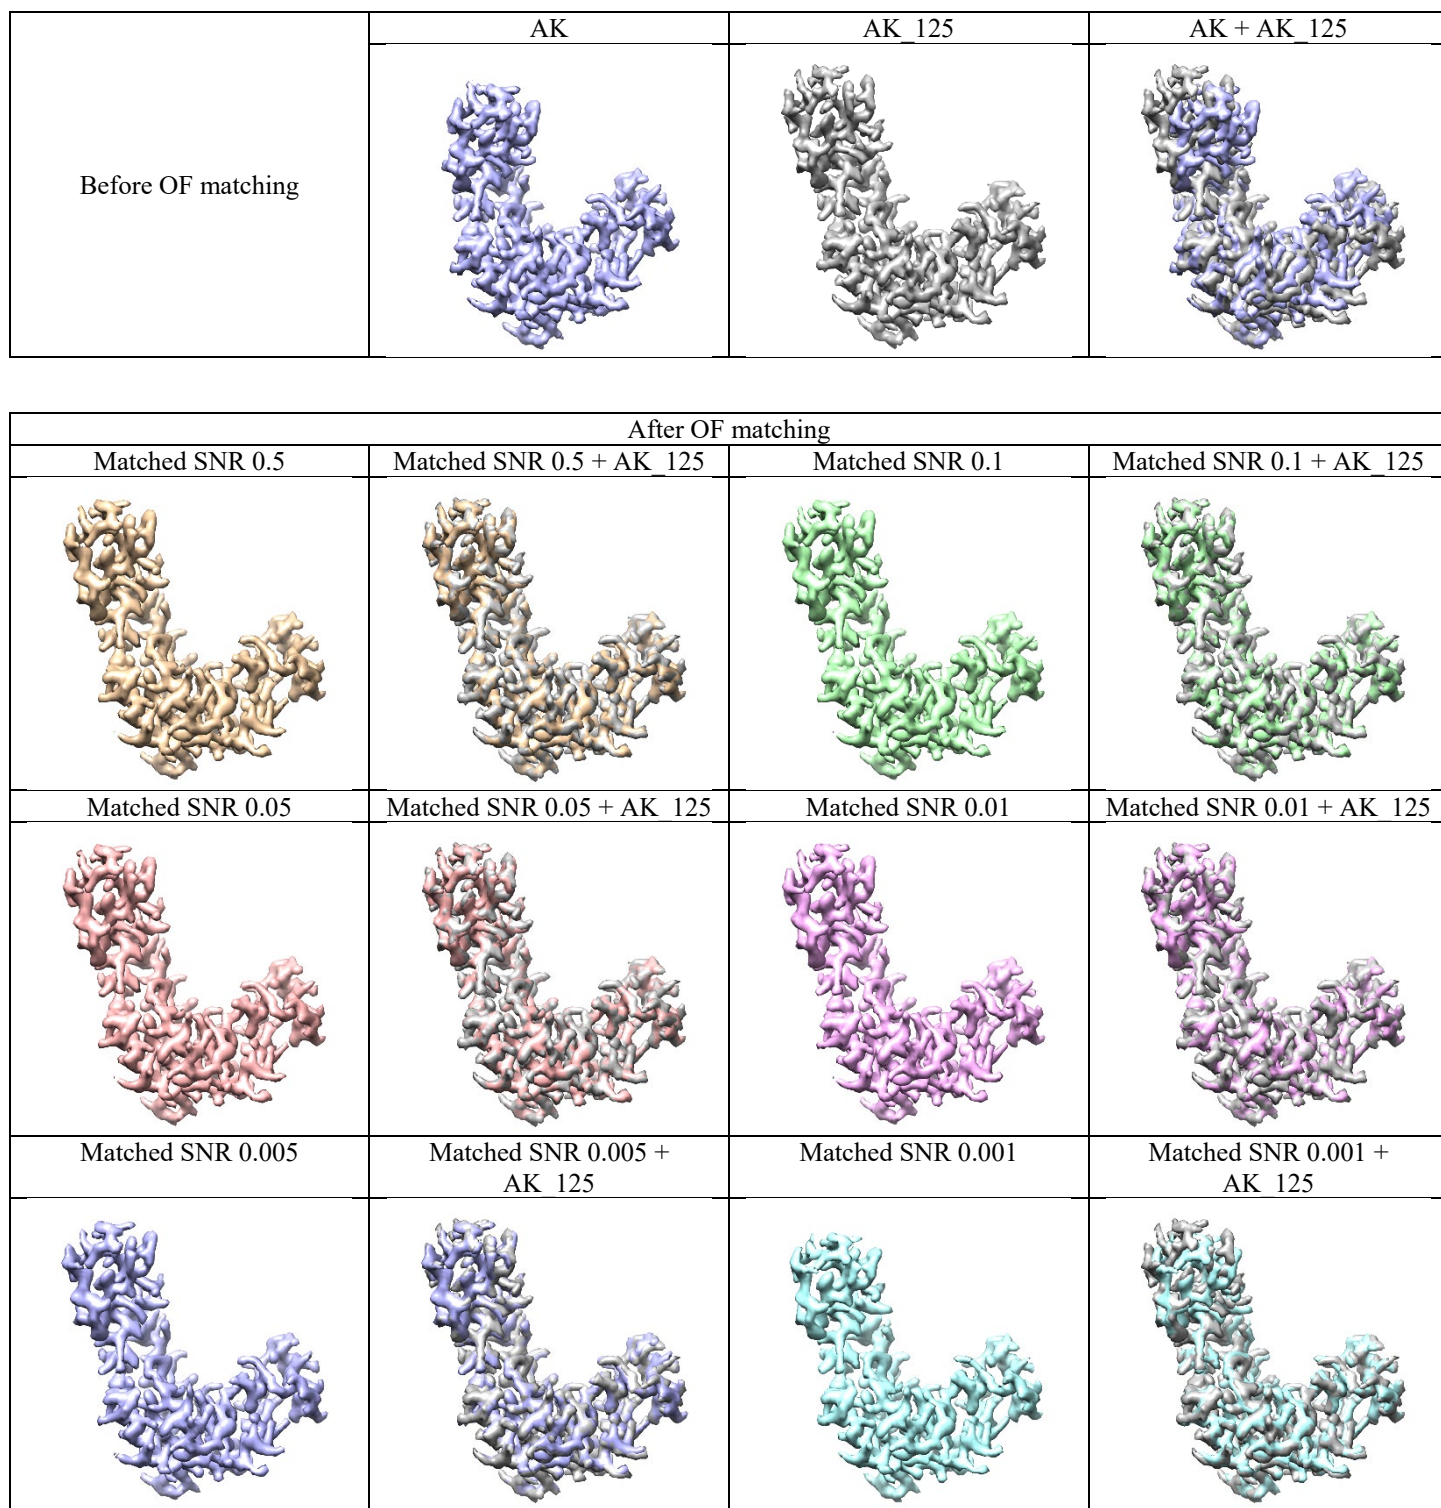 AK
AK_125
AK + AK_125
Before OF matching
After OF matching
Matched SNR 0.5
Matched SNR 0.5 + AK_125
Matched SNR 0.1
Matched SNR 0.1 + AK_125
Matched SNR 0.05
Matched SNR 0.05 + AK_125
Matched SNR 0.01
Matched SNR 0.01 + AK_125
Matched SNR 0.005
Matched SNR 0.005 +
AK_125
Matched SNR 0.001
Matched SNR 0.001 +
AK_125